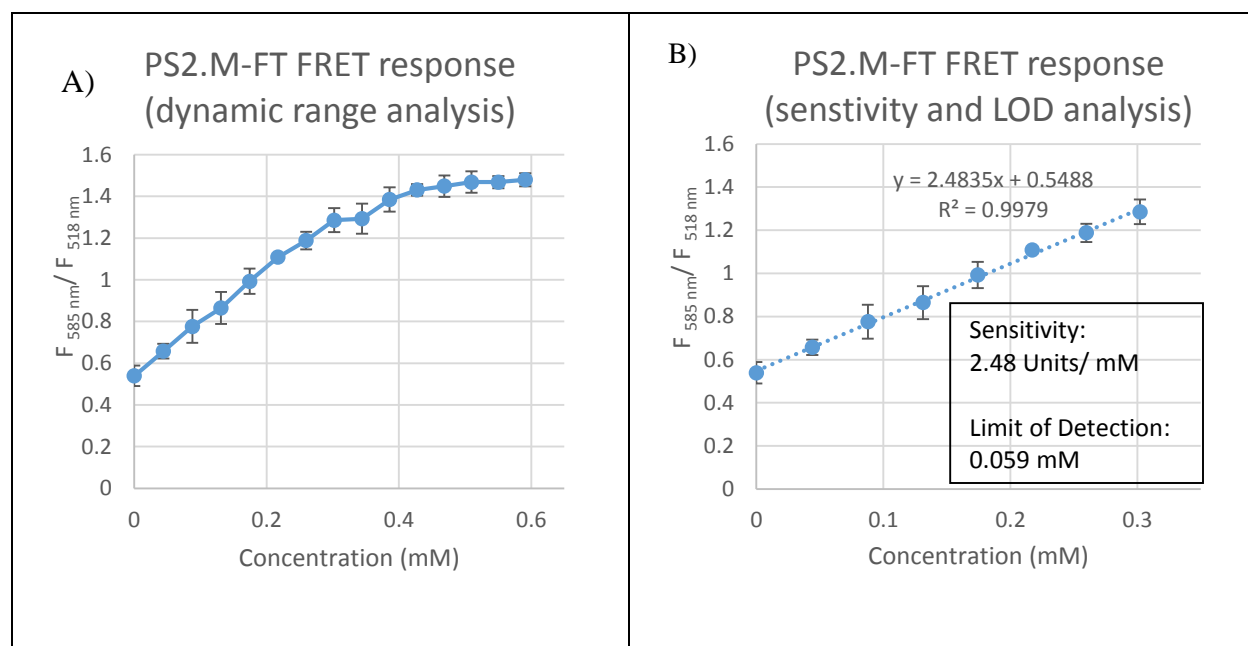 A)
PS2.M-FT FRET response
(dynamic range analysis)
F 585 nm/ F 518 nm
1.6
1.4
1.2
1
0.8
0.6
0.4
0.2
0
0 0.2 0.4 0.6
Concentration (mM)
B)
PS2.M-FT FRET response
(senstivity and LOD analysis)
F 585 nm/ F 518 nm
1.6
1.4
1.2
1
0.8
0.6
0.4
0.2
0
y = 2.4835x + 0.5488
R² = 0.9979
Sensitivity:
2.48 Units/ mM
Limit of Detection:
0.059 mM
0 0.1 0.2 0.3
Concentration (mM)